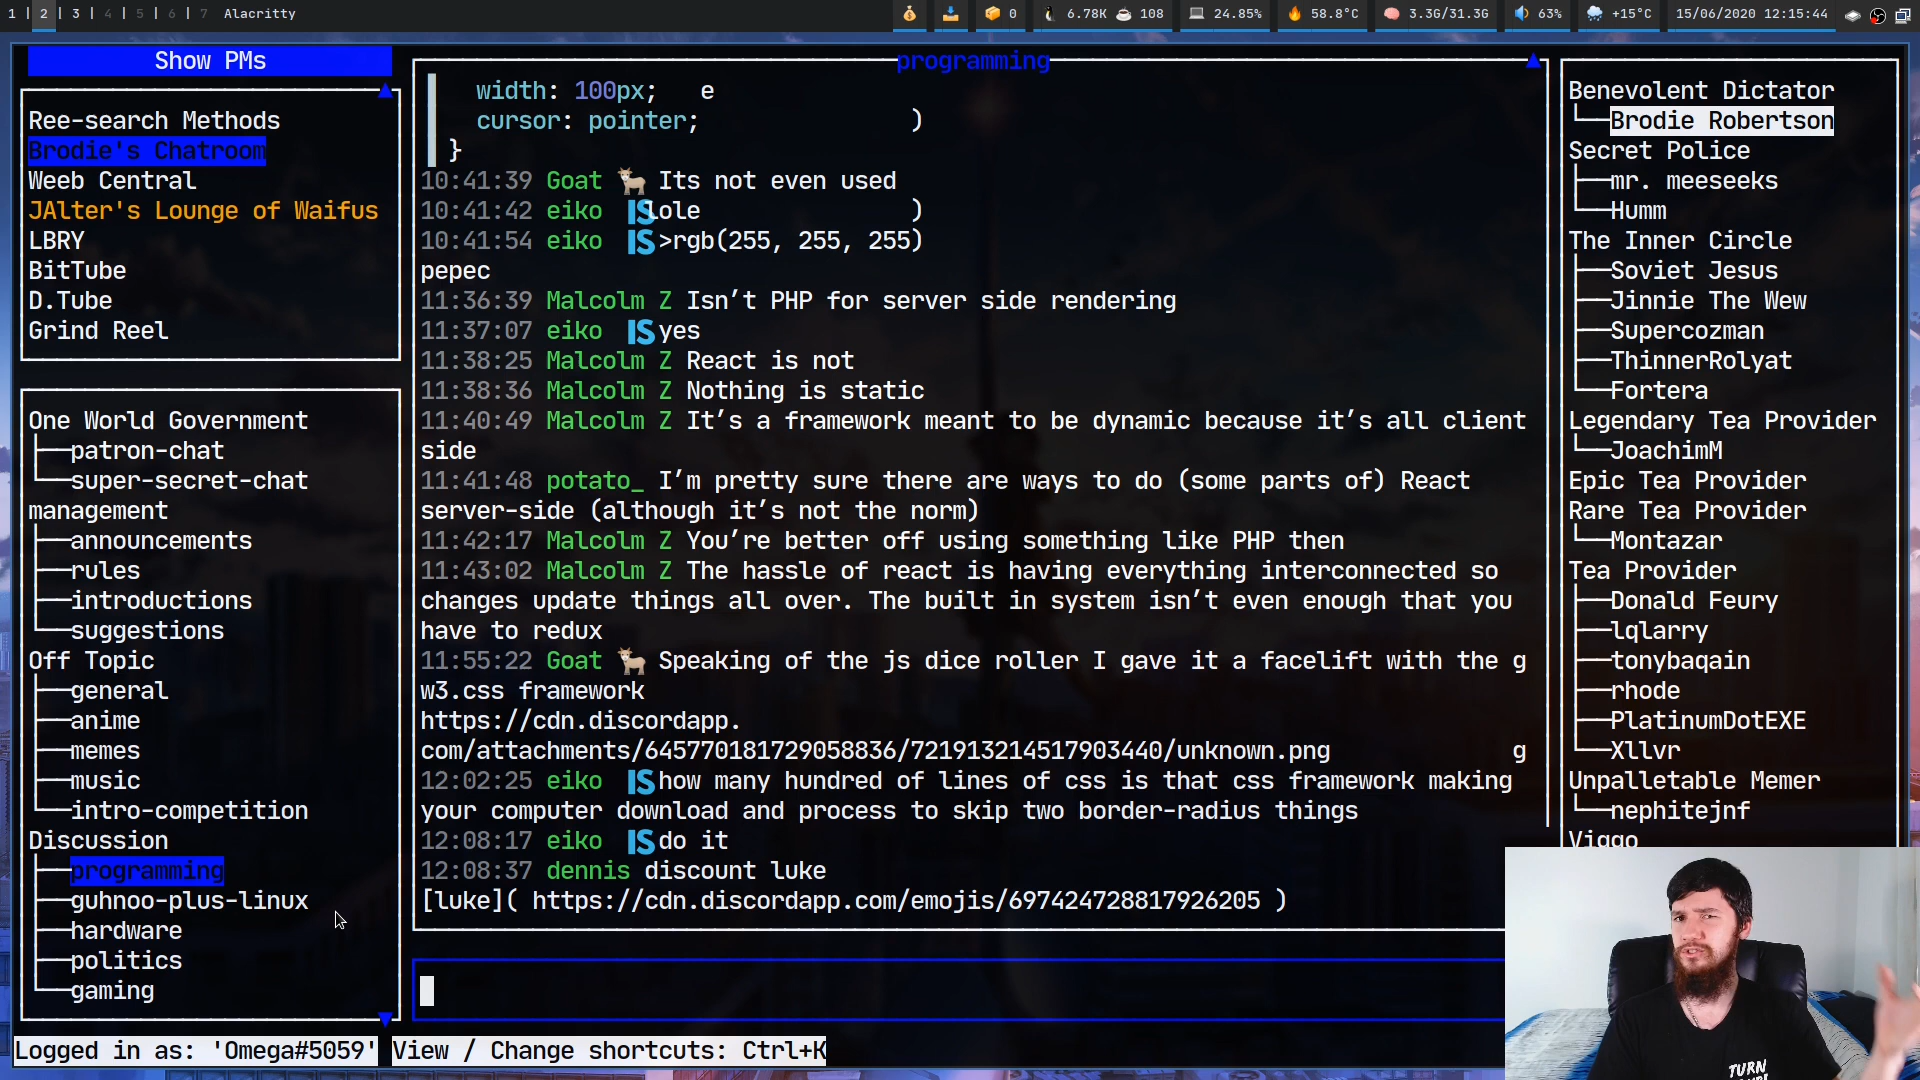 1 | 2 | 3 | 4 | 5 | 6 | 7 Alacritty
0 6.78K 108 24.85% 58.8°C 3.3G/31.3G 63% +15°C 15/06/2020 12:15:44
Show PMs
Ree-search Methods
Brodie's Chatroom
Weeb Central
JAlter's Lounge of Waifus
LBRY
BitTube
D.Tube
Grind Reel
One World Government
patron-chat
super-secret-chat
management
announcements
rules
introductions
suggestions
Off Topic
general
anime
memes
music
intro-competition
Discussion
programming
guhnoo-plus-linux
hardware
politics
gaming
programming
width: 100px; e
cursor: pointer; )
}
10:41:39 Goat 🐐 Its not even used
10:41:42 eiko IS lole )
10:41:54 eiko IS >rgb(255, 255, 255)
pepec
11:36:39 Malcolm Z Isn’t PHP for server side rendering
11:37:07 eiko IS yes
11:38:25 Malcolm Z React is not
11:38:36 Malcolm Z Nothing is static
11:40:49 Malcolm Z It’s a framework meant to be dynamic because it’s all client
side
11:41:48 potato_ I’m pretty sure there are ways to do (some parts of) React
server-side (although it’s not the norm)
11:42:17 Malcolm Z You’re better off using something like PHP then
11:43:02 Malcolm Z The hassle of react is having everything interconnected so
changes update things all over. The built in system isn’t even enough that you
have to redux
11:55:22 Goat 🐐 Speaking of the js dice roller I gave it a facelift with the g
w3.css framework
https://cdn.discordapp.
com/attachments/645770181729058836/721913214517903440/unknown.png g
12:02:25 eiko IS how many hundred of lines of css is that css framework making
your computer download and process to skip two border-radius things
12:08:17 eiko IS do it
12:08:37 dennis discount luke
[luke]( https://cdn.discordapp.com/emojis/697424728817926205 )
Benevolent Dictator
Brodie Robertson
Secret Police
mr. meeseeks
Humm
The Inner Circle
Soviet Jesus
Jinnie The Wew
Supercozman
ThinnerRolyat
Fortera
Legendary Tea Provider
JoachimM
Epic Tea Provider
Rare Tea Provider
Montazar
Tea Provider
Donald Feury
lqlarry
tonybaqain
rhode
PlatinumDotEXE
Xllvr
Unpalletable Memer
nephitejnf
Viggo
TURN
Logged in as: 'Omega#5059' View / Change shortcuts: Ctrl+K